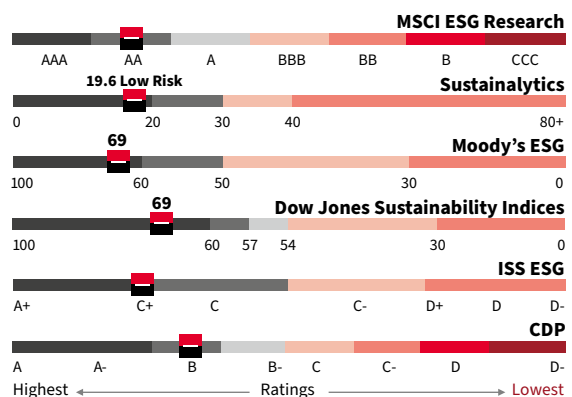 MSCI ESG Research
AAA AA A BBB BB B CCC
19.6 Low Risk
Sustainalytics
0 20 30 40 80+
69
Moody’s ESG
100 60 50 30 0
69
Dow Jones Sustainability Indices
100 60 57 54 30 0
ISS ESG
A+ C+ C C- D+ D D-
CDP
A A- B B- C C- D D-
Highest Ratings Lowest